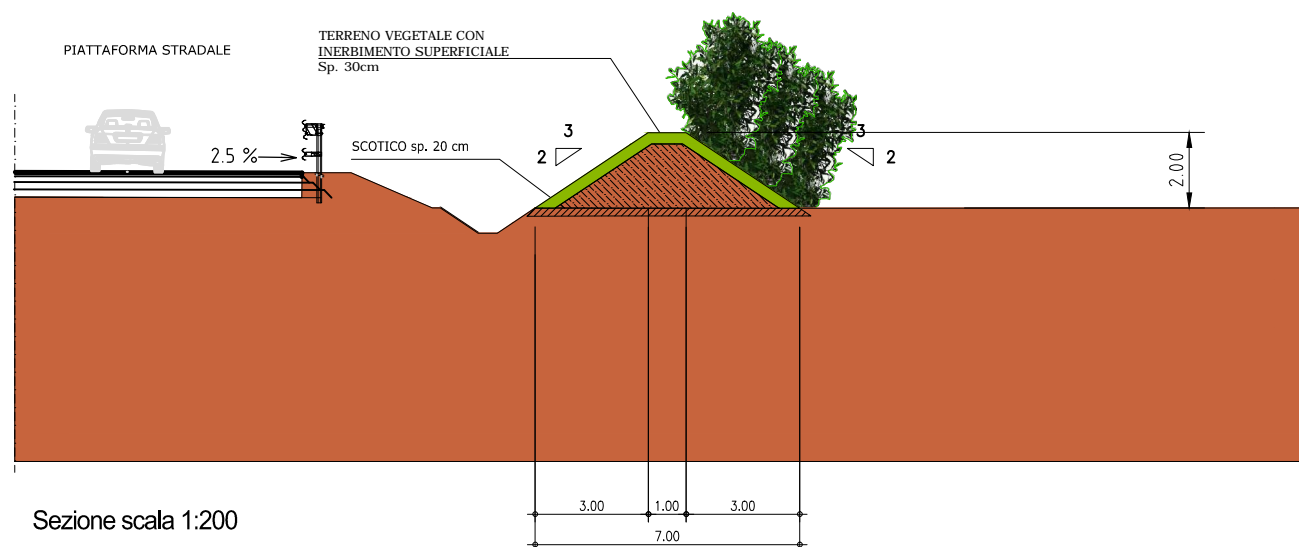 PIATTAFORMA STRADALE
TERRENO VEGETALE CON
INERBIMENTO SUPERFICIALE
Sp. 30cm
2.5 %
SCOTICO sp. 20 cm
3
2
3
2
2.00
3.00
1.00
3.00
7.00
Sezione scala 1:200